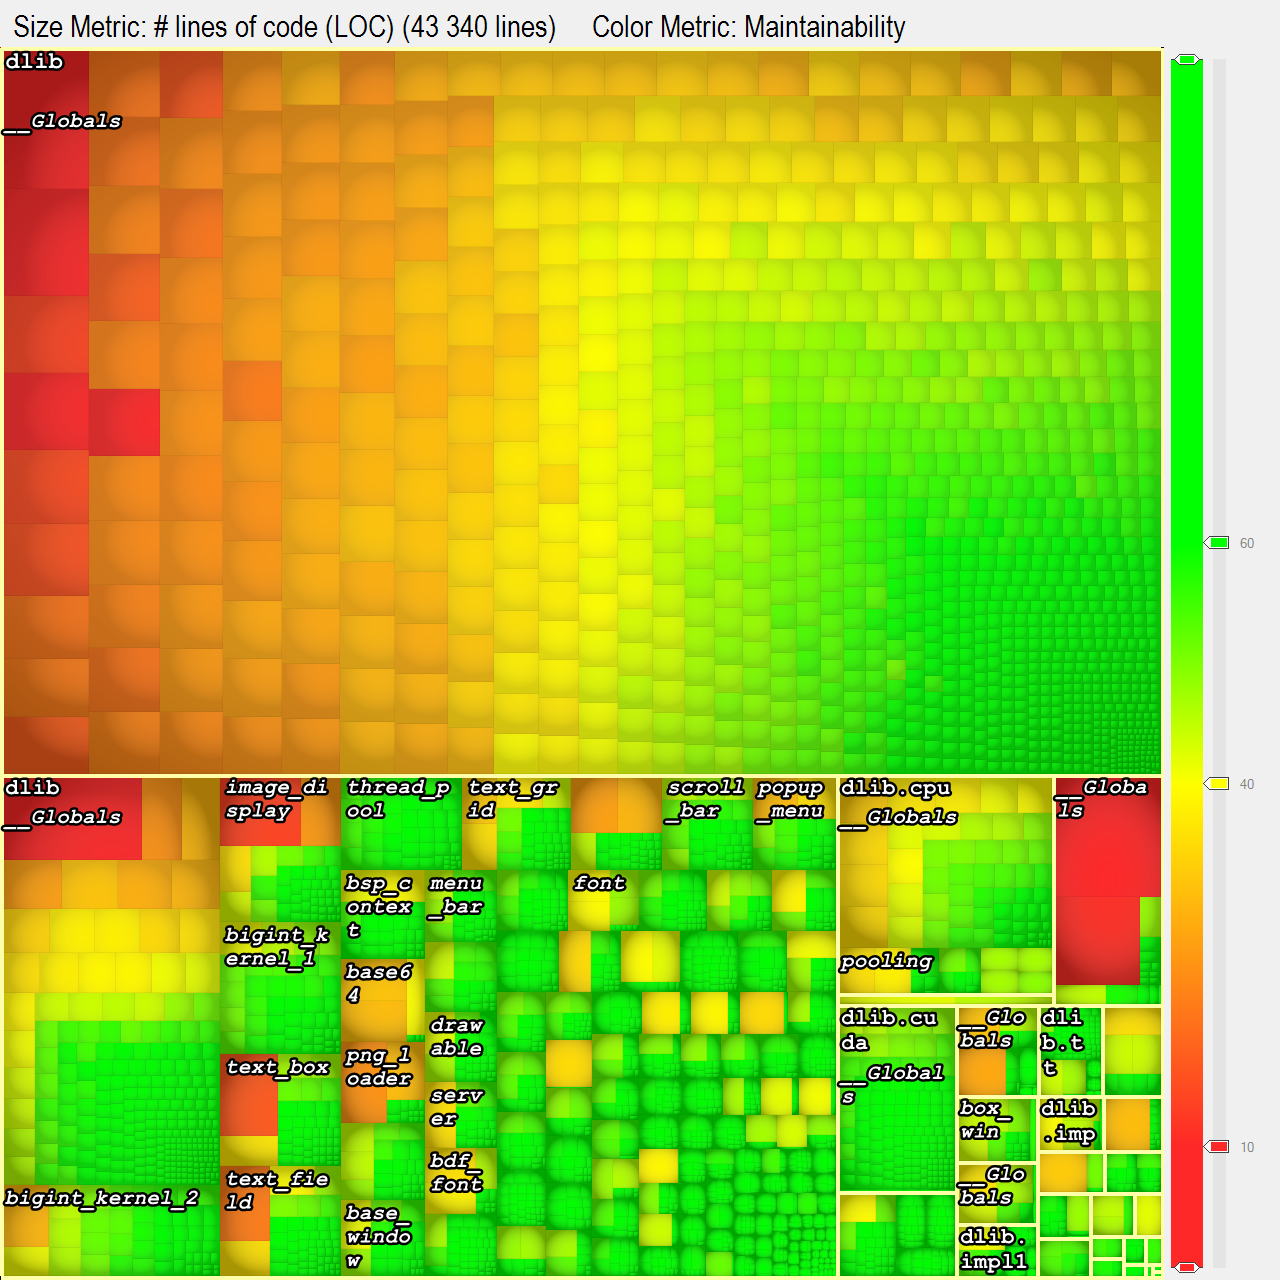 Size Metric: # lines of code (LOC) (43 340 lines) Color Metric: Maintainability
dlib
__Globals
60
40
10
dlib
__Globals
image_di
splay
thread_p
ool
text_gr
id
scroll
_bar
popup
_menu
dlib.cpu
__Globals
__Globa
ls
bsp_c
ontex
t
menu
_bar
font
bigint_k
ernel_1
base6
4
pooling
draw
able
dlib.cu
da
__Global
s
__Glo
bals
dli
b.t
t
text_box
png_l
oader
serv
er
box_
win
dlib
.imp
bdf_
font
text_fie
ld
__Glo
bals
bigint_kernel_2
base_
windo
w
dlib.
impl1